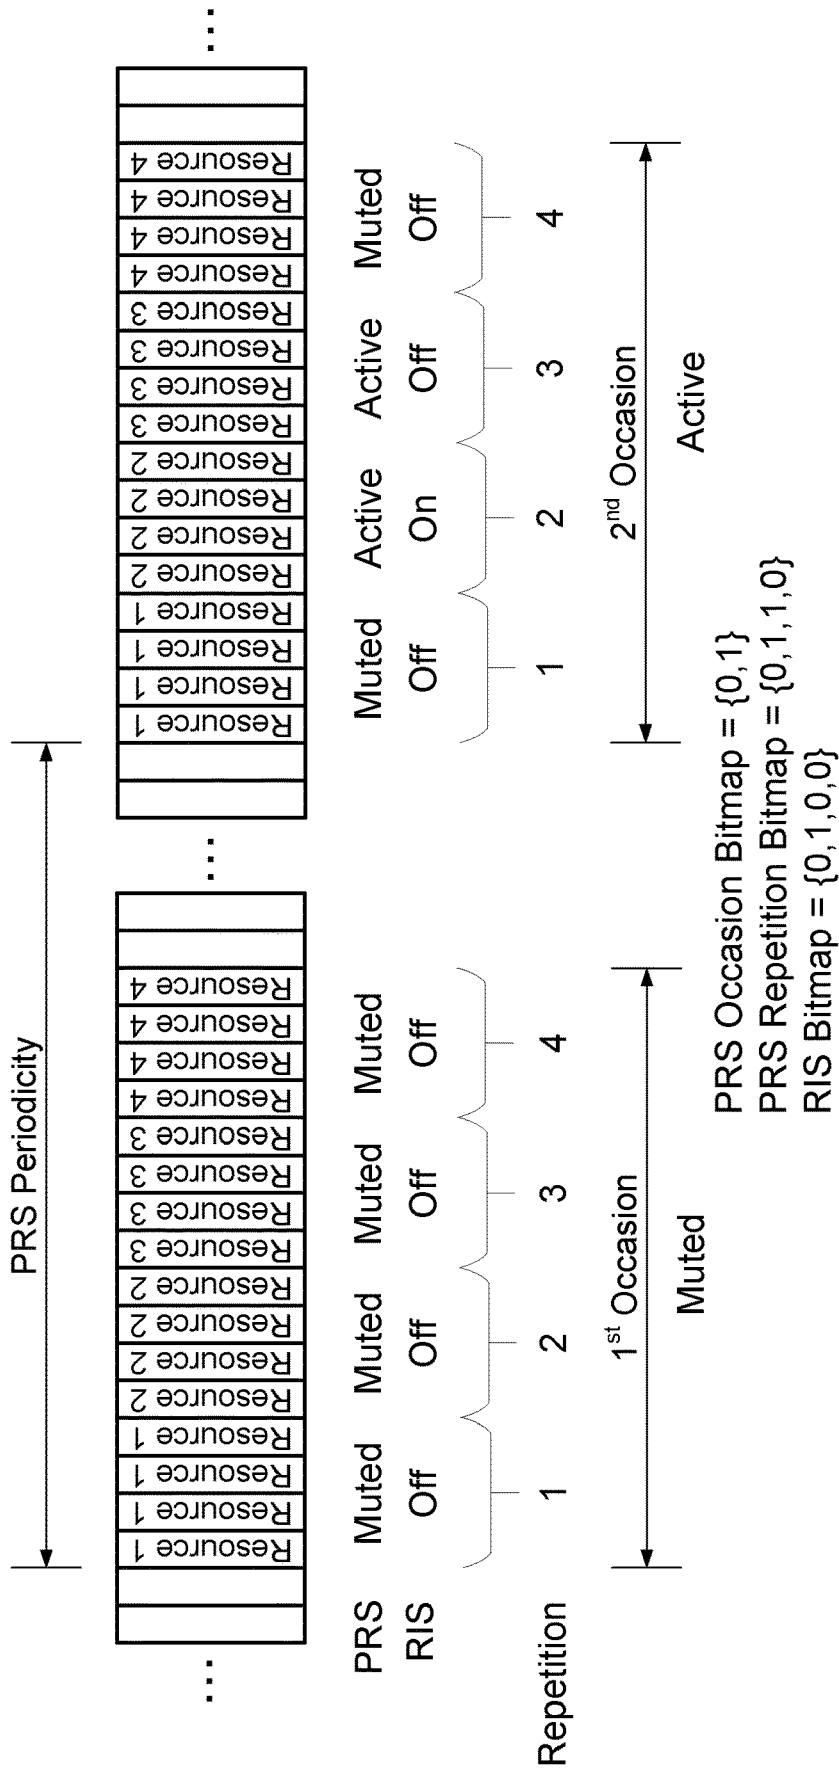 PRS Periodicity
... Resource 1 Resource 1 Resource 1 Resource 1 Resource 2 Resource 2 Resource 2 Resource 2 Resource 3 Resource 3 Resource 3 Resource 3 Resource 4 Resource 4 Resource 4 Resource 4 ... Resource 1 Resource 1 Resource 1 Resource 1 Resource 2 Resource 2 Resource 2 Resource 2 Resource 3 Resource 3 Resource 3 Resource 3 Resource 4 Resource 4 Resource 4 Resource 4 ...
PRS Muted Muted Muted Muted Muted Active Active Muted
RIS Off Off Off Off Off On Off Off
Repetition 1 2 3 4 1 2 3 4
1st Occasion 2nd Occasion
Muted Active
PRS Occasion Bitmap = {0,1}
PRS Repetition Bitmap = {0,1,1,0}
RIS Bitmap = {0,1,0,0}